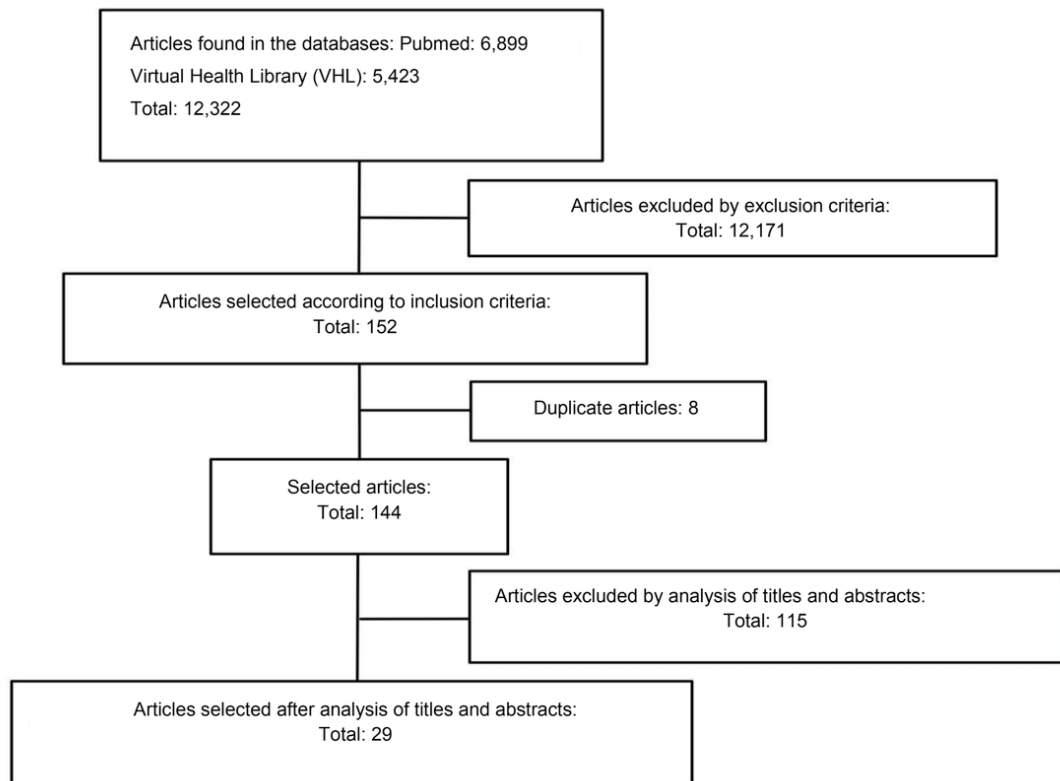 Articles found in the databases: Pubmed: 6,899
Virtual Health Library (VHL): 5,423
Total: 12,322
Articles excluded by exclusion criteria:
Total: 12,171
Articles selected according to inclusion criteria:
Total: 152
Duplicate articles: 8
Selected articles:
Total: 144
Articles excluded by analysis of titles and abstracts:
Total: 115
Articles selected after analysis of titles and abstracts:
Total: 29